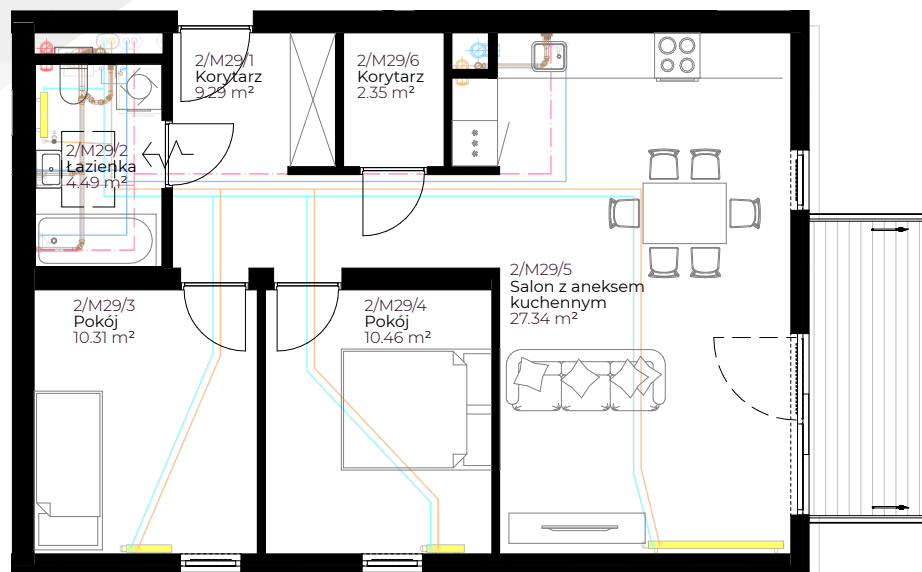 2/M29/1
Korytarz
9.29 m²
2/M29/6
Korytarz
2.35 m²
2/M29/2
Łazienka
4.49 m²
2/M29/3
Pokój
10.31 m²
2/M29/4
Pokój
10.46 m²
2/M29/5
Salon z aneksem
kuchennym
27.34 m²